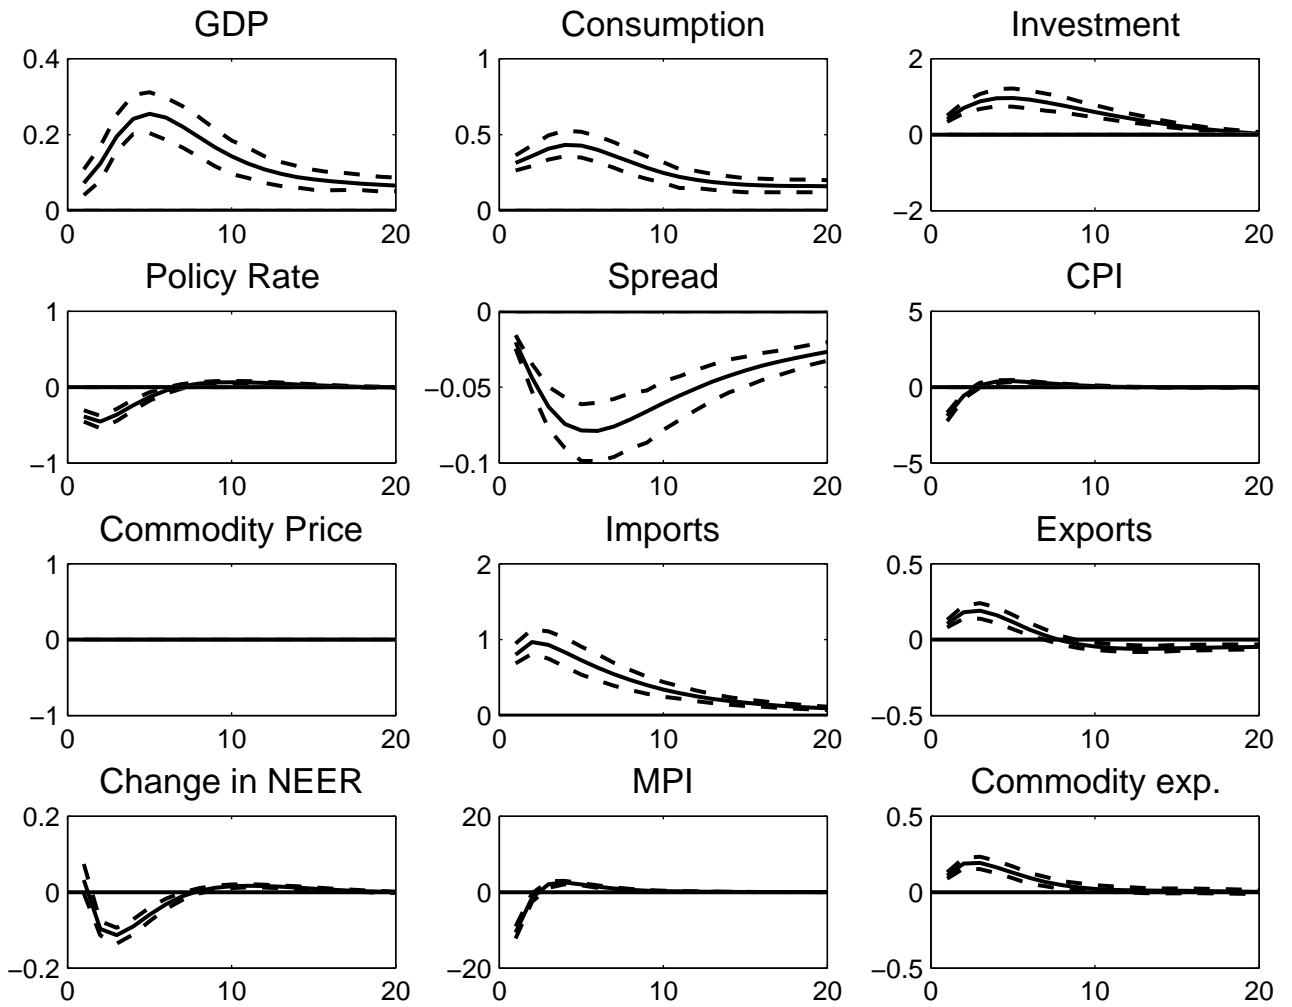 GDP Consumption Investment
0.4 1 2
0.2 0.5 0
0 0 −2
0 10 20 0 10 20 0 10 20
Policy Rate Spread CPI
1 0 5
0 −0.05 0
−1 −0.1 −5
0 10 20 0 10 20 0 10 20
Commodity Price Imports Exports
1 2 0.5
0 1 0
−1 0 −0.5
0 10 20 0 10 20 0 10 20
Change in NEER MPI Commodity exp.
0.2 20 0.5
0 0 0
−0.2 −20 −0.5
0 10 20 0 10 20 0 10 20